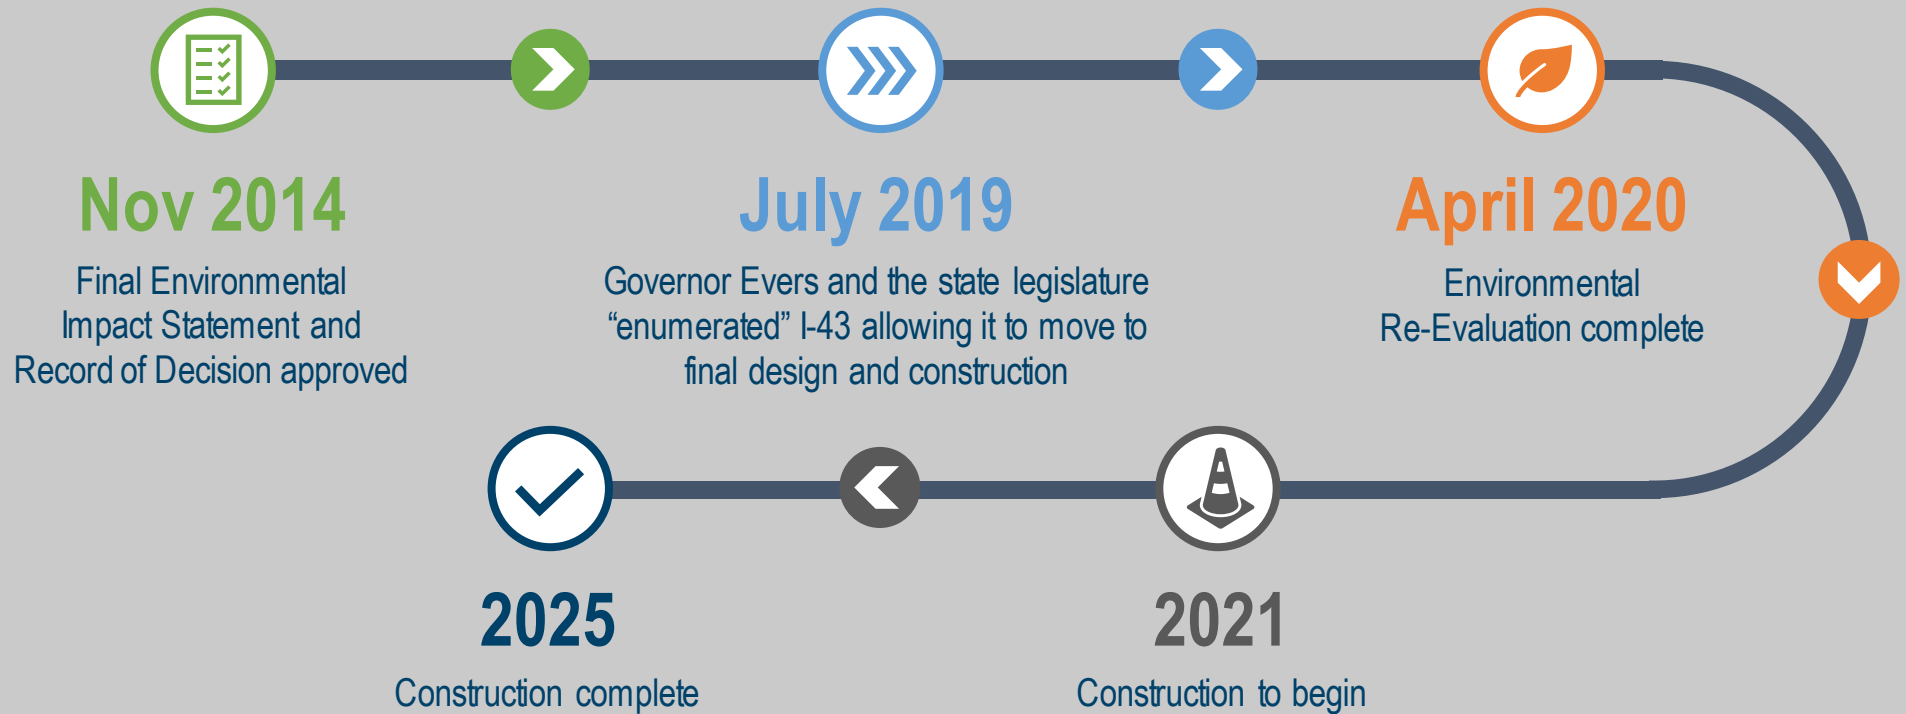 Nov 2014
Final Environmental
Impact Statement and
Record of Decision approved
July 2019
Governor Evers and the state legislature
“enumerated” I-43 allowing it to move to
final design and construction
April 2020
Environmental
Re-Evaluation complete
2021
Construction to begin
2025
Construction complete